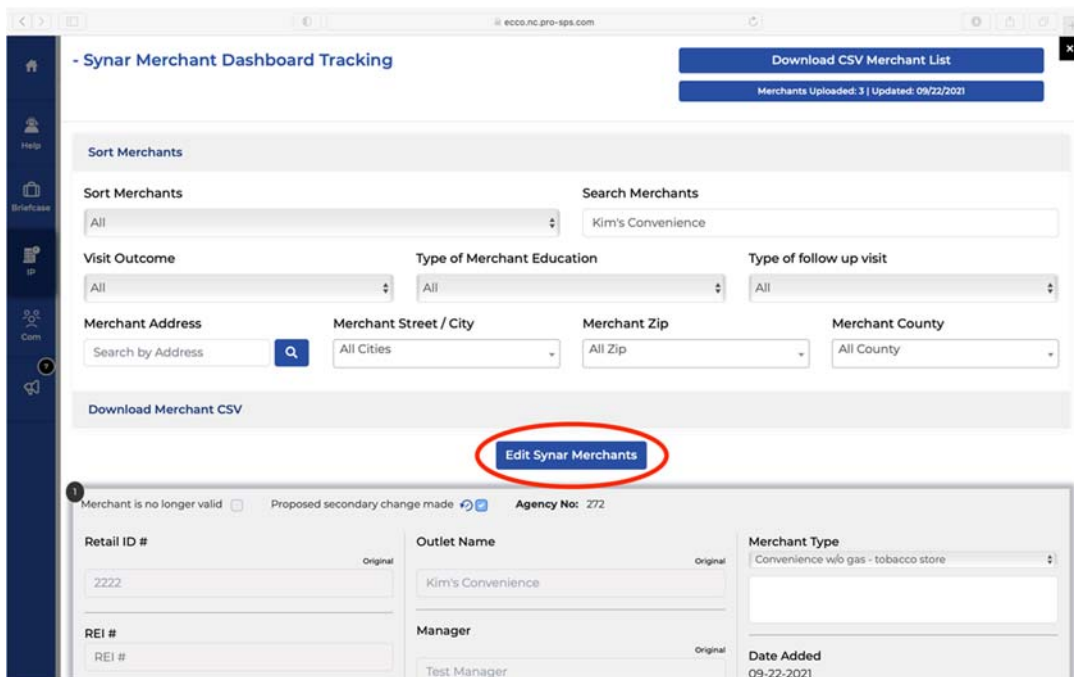 ecco.nc.pro-sps.com
- Synar Merchant Dashboard Tracking
Download CSV Merchant List
Merchants Uploaded: 3 | Updated: 09/22/2021
Help
Briefcase
IP
Com
?
Sort Merchants
Sort Merchants
Search Merchants
All
Kim's Convenience
Visit Outcome
Type of Merchant Education
Type of follow up visit
All
All
All
Merchant Address
Merchant Street / City
Merchant Zip
Merchant County
Search by Address
All Cities
All Zip
All County
Download Merchant CSV
Edit Synar Merchants
1
Merchant is no longer valid
Proposed secondary change made
Agency No: 272
Retail ID #
Original
2222
Outlet Name
Original
Kim's Convenience
Merchant Type
Convenience w/o gas - tobacco store
REI #
REI #
Manager
Original
Test Manager
Date Added
09-22-2021